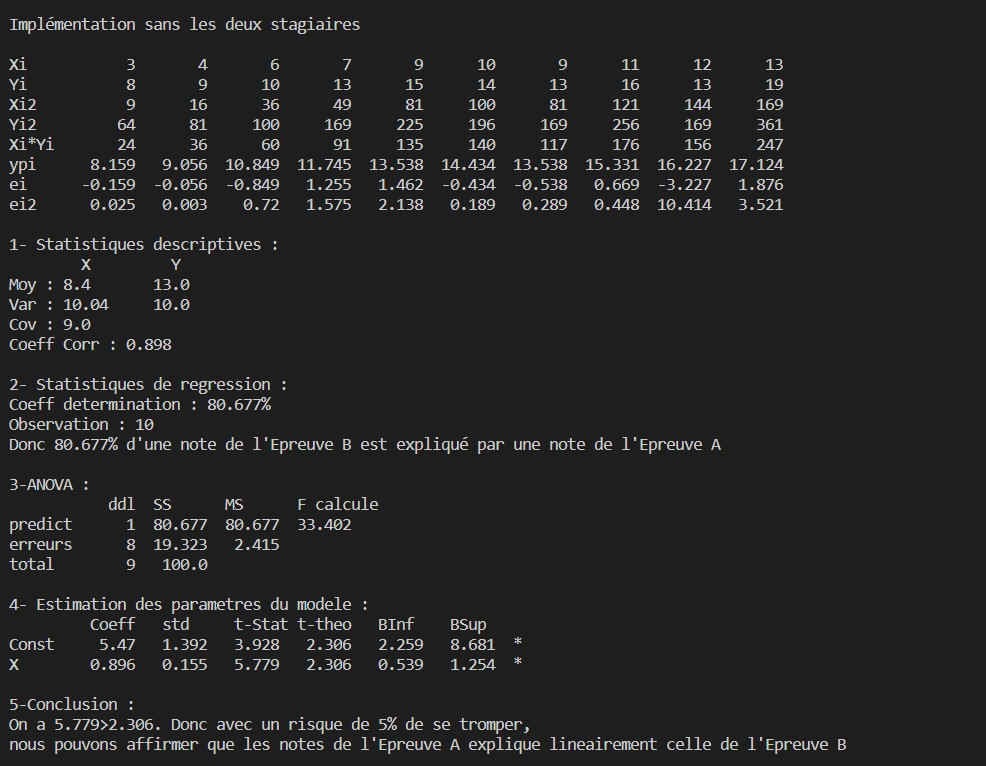 Implémentation sans les deux stagiaires
Xi 3 4 6 7 9 10 9 11 12 13
Yi 8 9 10 13 15 14 13 16 13 19
Xi2 9 16 36 49 81 100 81 121 144 169
Yi2 64 81 100 169 225 196 169 256 169 361
Xi*Yi 24 36 60 91 135 140 117 176 156 247
ypi 8.159 9.056 10.849 11.745 13.538 14.434 13.538 15.331 16.227 17.124
ei -0.159 -0.056 -0.849 1.255 1.462 -0.434 -0.538 0.669 -3.227 1.876
ei2 0.025 0.003 0.72 1.575 2.138 0.189 0.289 0.448 10.414 3.521
1- Statistiques descriptives :
X Y
Moy : 8.4 13.0
Var : 10.04 10.0
Cov : 9.0
Coeff Corr : 0.898
2- Statistiques de regression :
Coeff determination : 80.677%
Observation : 10
Donc 80.677% d'une note de l'Epreuve B est expliqué par une note de l'Epreuve A
3-ANOVA :
ddl SS MS F calcule
predict 1 80.677 80.677 33.402
erreurs 8 19.323 2.415
total 9 100.0
4- Estimation des parametres du modele :
Coeff std t-Stat t-theo BInf BSup
Const 5.47 1.392 3.928 2.306 2.259 8.681 *
X 0.896 0.155 5.779 2.306 0.539 1.254 *
5-Conclusion :
On a 5.779>2.306. Donc avec un risque de 5% de se tromper,
nous pouvons affirmer que les notes de l'Epreuve A explique lineairement celle de l'Epreuve B